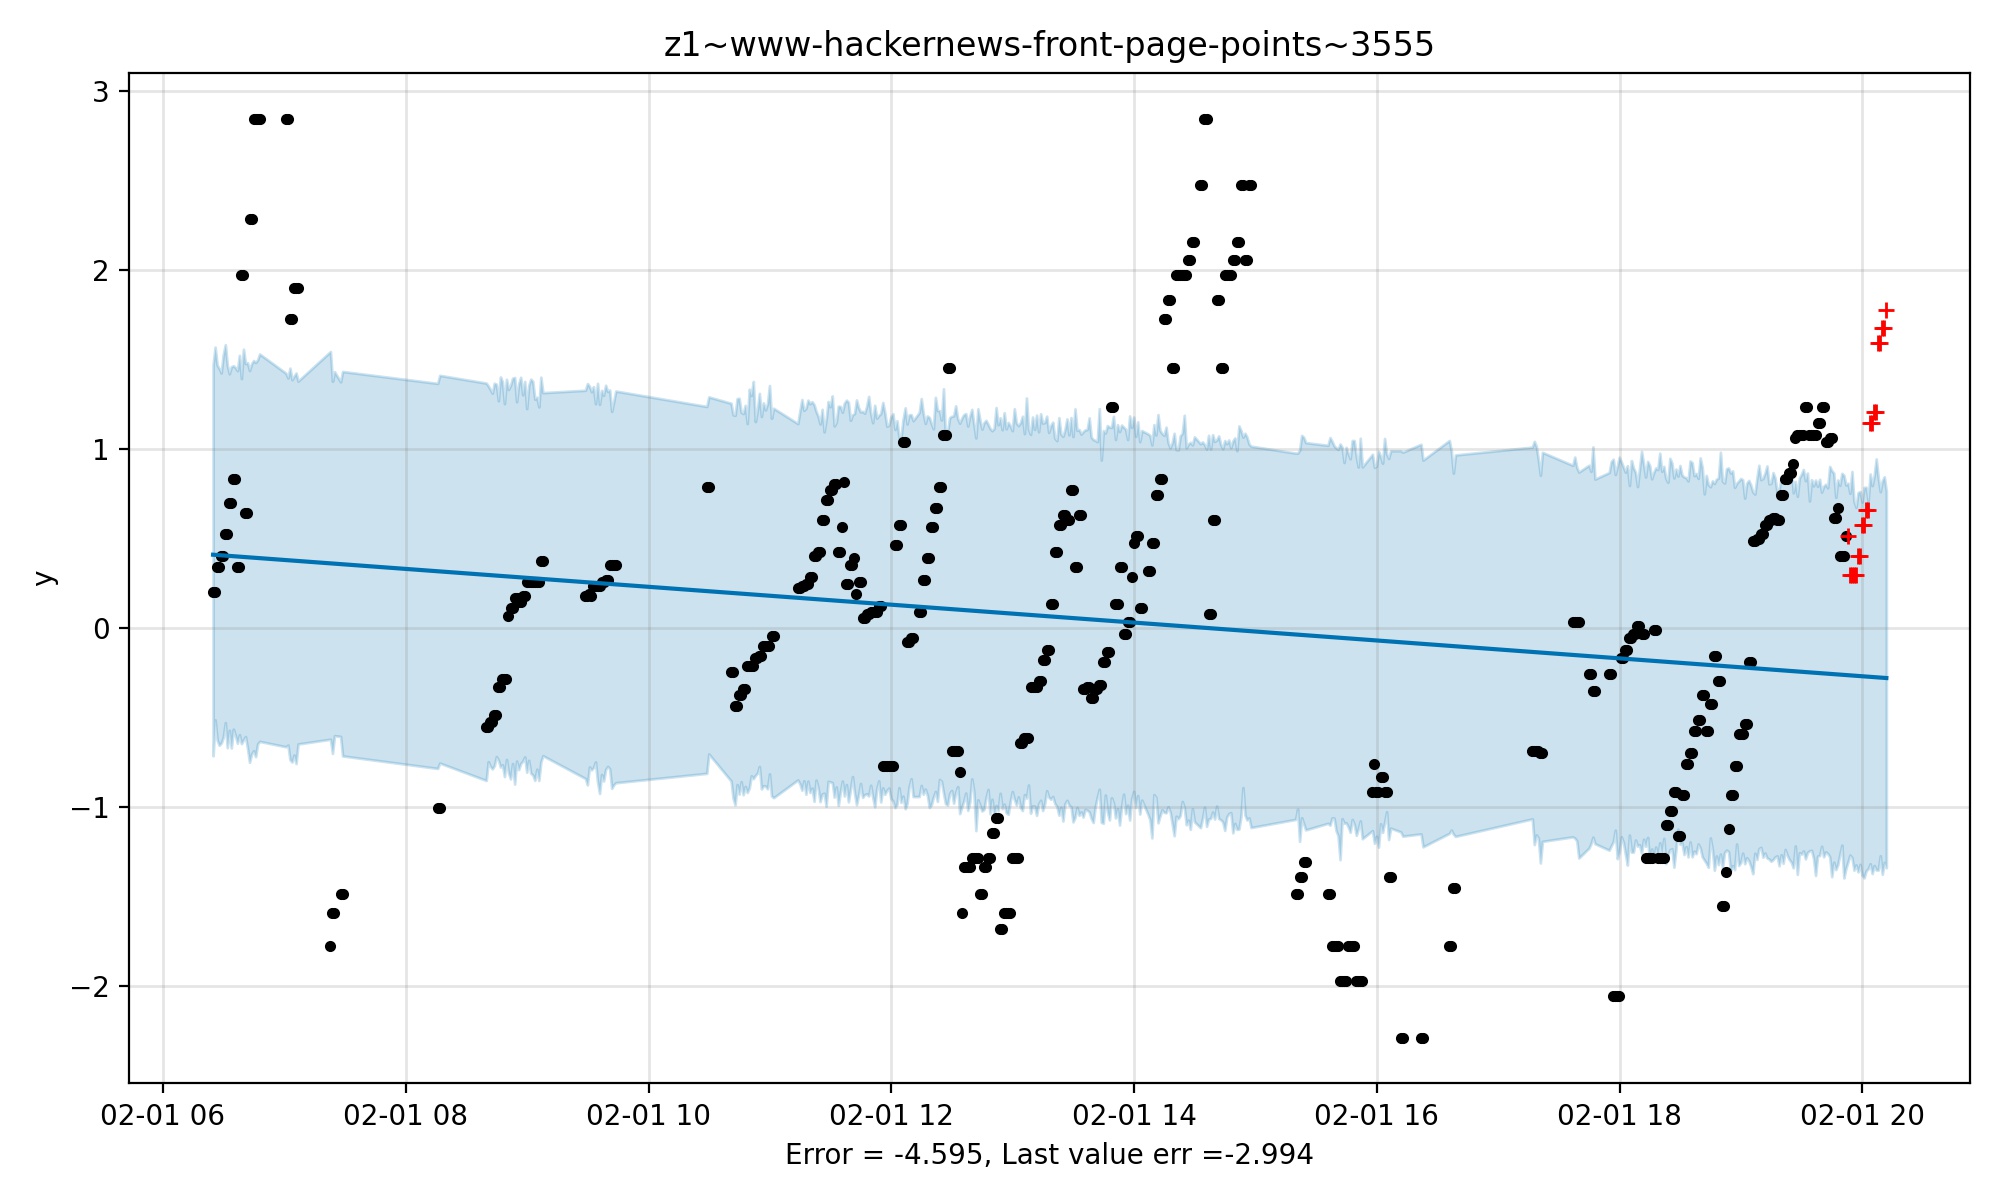 z1~www-hackernews-front-page-points~3555
3
2
1
0
−1
−2
y
02-01 06 02-01 08 02-01 10 02-01 12 02-01 14 02-01 16 02-01 18 02-01 20
Error = -4.595, Last value err =-2.994